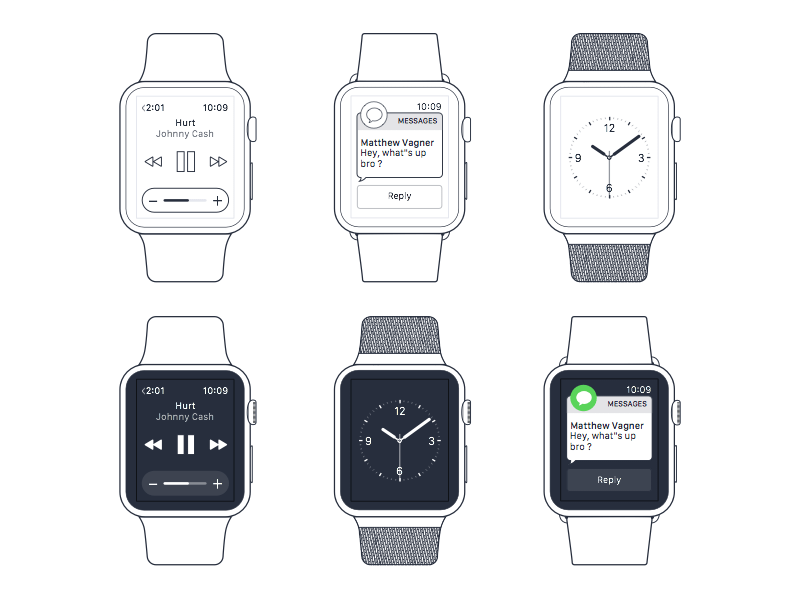 ‹2:01 10:09
Hurt
Johnny Cash
10:09
MESSAGES
Matthew Vagner
Hey, what"s up
bro ?
Reply
12
9 3
6
‹2:01 10:09
Hurt
Johnny Cash
12
9 3
6
10:09
MESSAGES
Matthew Vagner
Hey, what"s up
bro ?
Reply